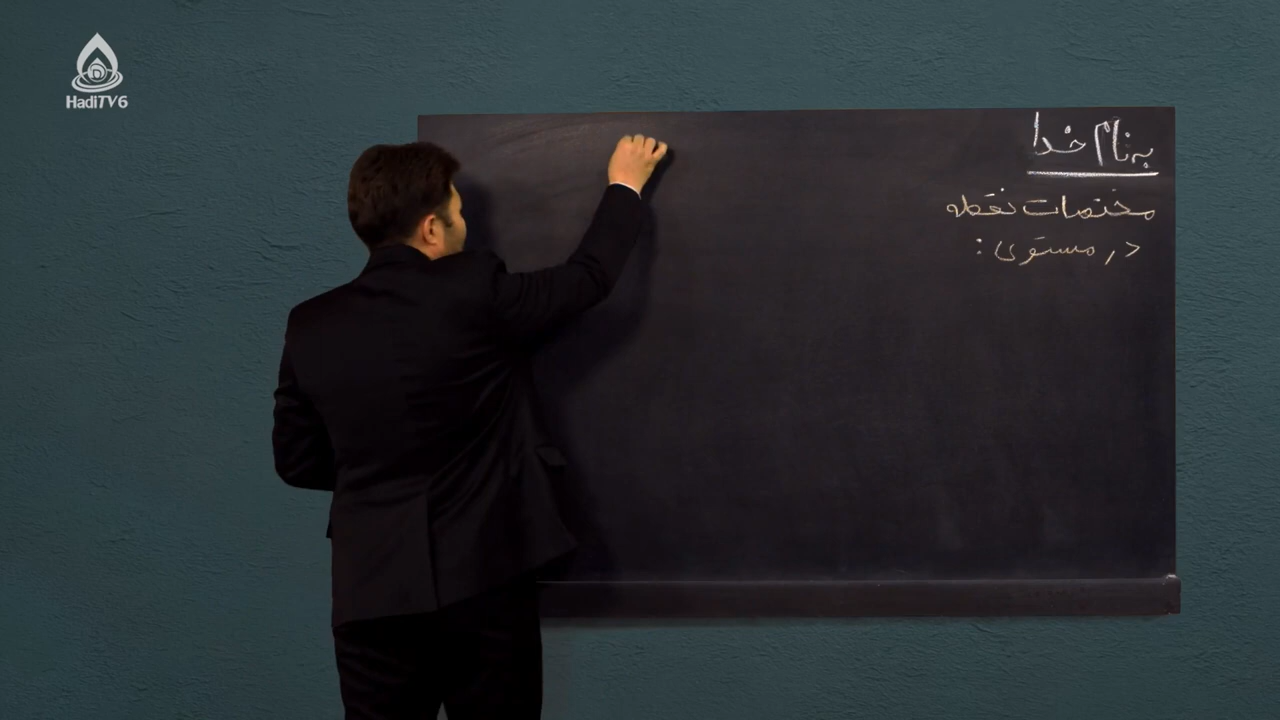 HadiTV6
به نام خدا
مختصات نقطه
در مستوی :